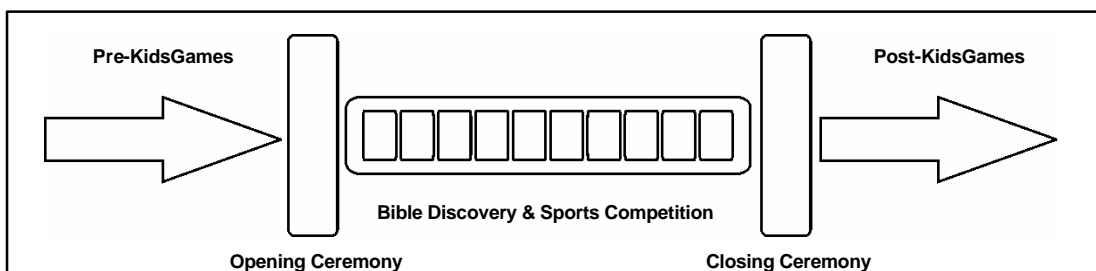 Pre-KidsGames
Post-KidsGames
Bible Discovery & Sports Competition
Opening Ceremony
Closing Ceremony